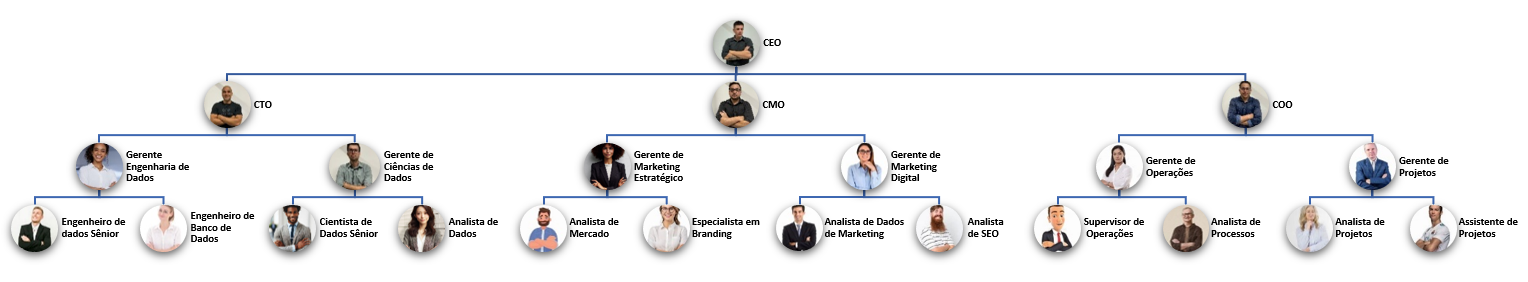 CEO
CTO
CMO
COO
Gerente
Engenharia de
Dados
Gerente de
Ciências de
Dados
Gerente de
Marketing
Estratégico
Gerente de
Marketing
Digital
Gerente de
Operações
Gerente de
Projetos
Engenheiro de
dados Sênior
Engenheiro de
Banco de
Dados
Cientista de
Dados Sênior
Analista de
Dados
Analista de
Mercado
Especialista em
Branding
Analista de Dados
de Marketing
Analista
de SEO
Supervisor de
Operações
Analista de
Processos
Analista de
Projetos
Assistente de
Projetos